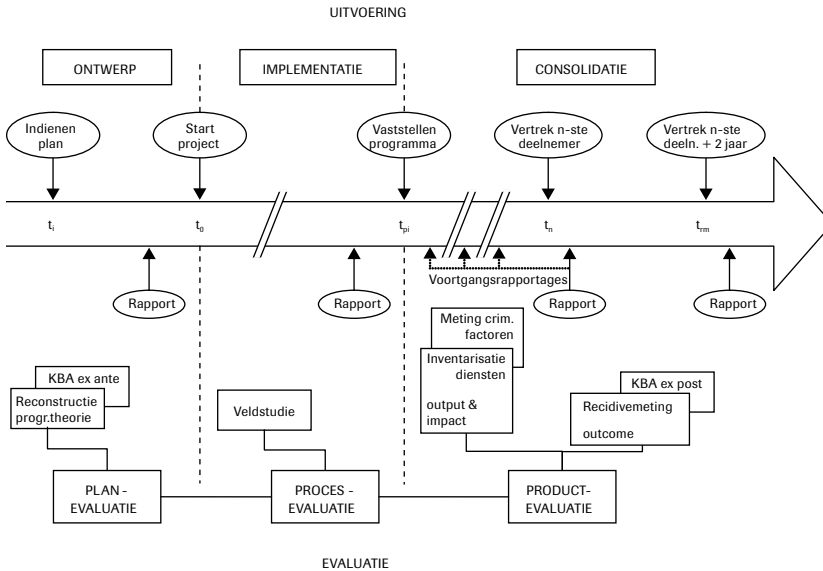 UITVOERING
ONTWERP
IMPLEMENTATIE
CONSOLIDATIE
Indienen
plan
Start
project
Vaststellen
programma
Vertrek n-ste
deelnemer
Vertrek n-ste
deeln. + 2 jaar
ti
t0
tpi
tn
trm
Voortgangsrapportages
Rapport
Rapport
Rapport
Rapport
Meting crim.
factoren
Inventarisatie
diensten
output &
impact
KBA ex ante
Reconstructie
progr.theorie
Veldstudie
KBA ex post
Recidivemeting
outcome
PLAN -
EVALUATIE
PROCES -
EVALUATIE
PRODUCT-
EVALUATIE
EVALUATIE